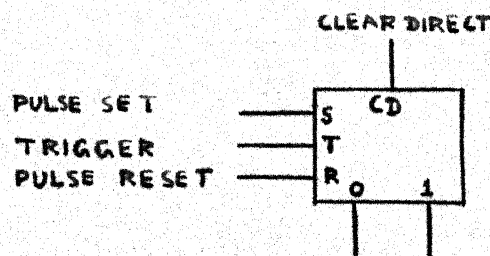 CLEAR DIRECT
CD
PULSE SET S
TRIGGER T
PULSE RESET R
0 1